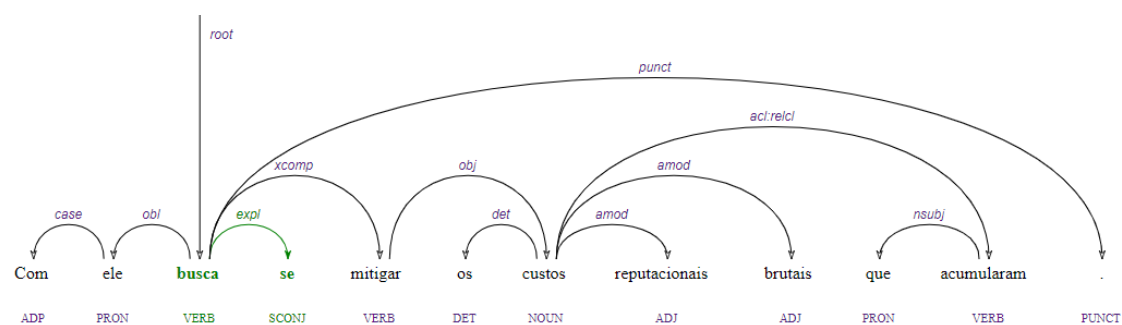 root
punct
acl:relcl
xcomp obj amod
case obl expl det amod nsubj
Com ele busca se mitigar os custos reputacionais brutais que acumularam .
ADP PRON VERB SCONJ VERB DET NOUN ADJ ADJ PRON VERB PUNCT